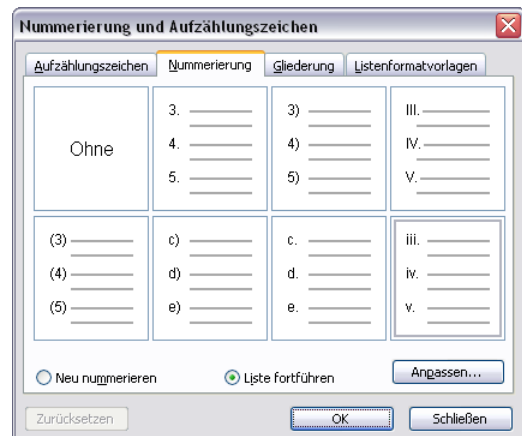 Nummerierung und Aufzählungszeichen
Aufzählungszeichen Nummerierung Gliederung Listenformatvorlagen
Ohne
3.
4.
5.
3)
4)
5)
III.
IV.
V.
(3)
(4)
(5)
c)
d)
e)
c.
d.
e.
iii.
iv.
v.
Neu nummerieren Liste fortführen Anpassen...
Zurücksetzen OK Schließen